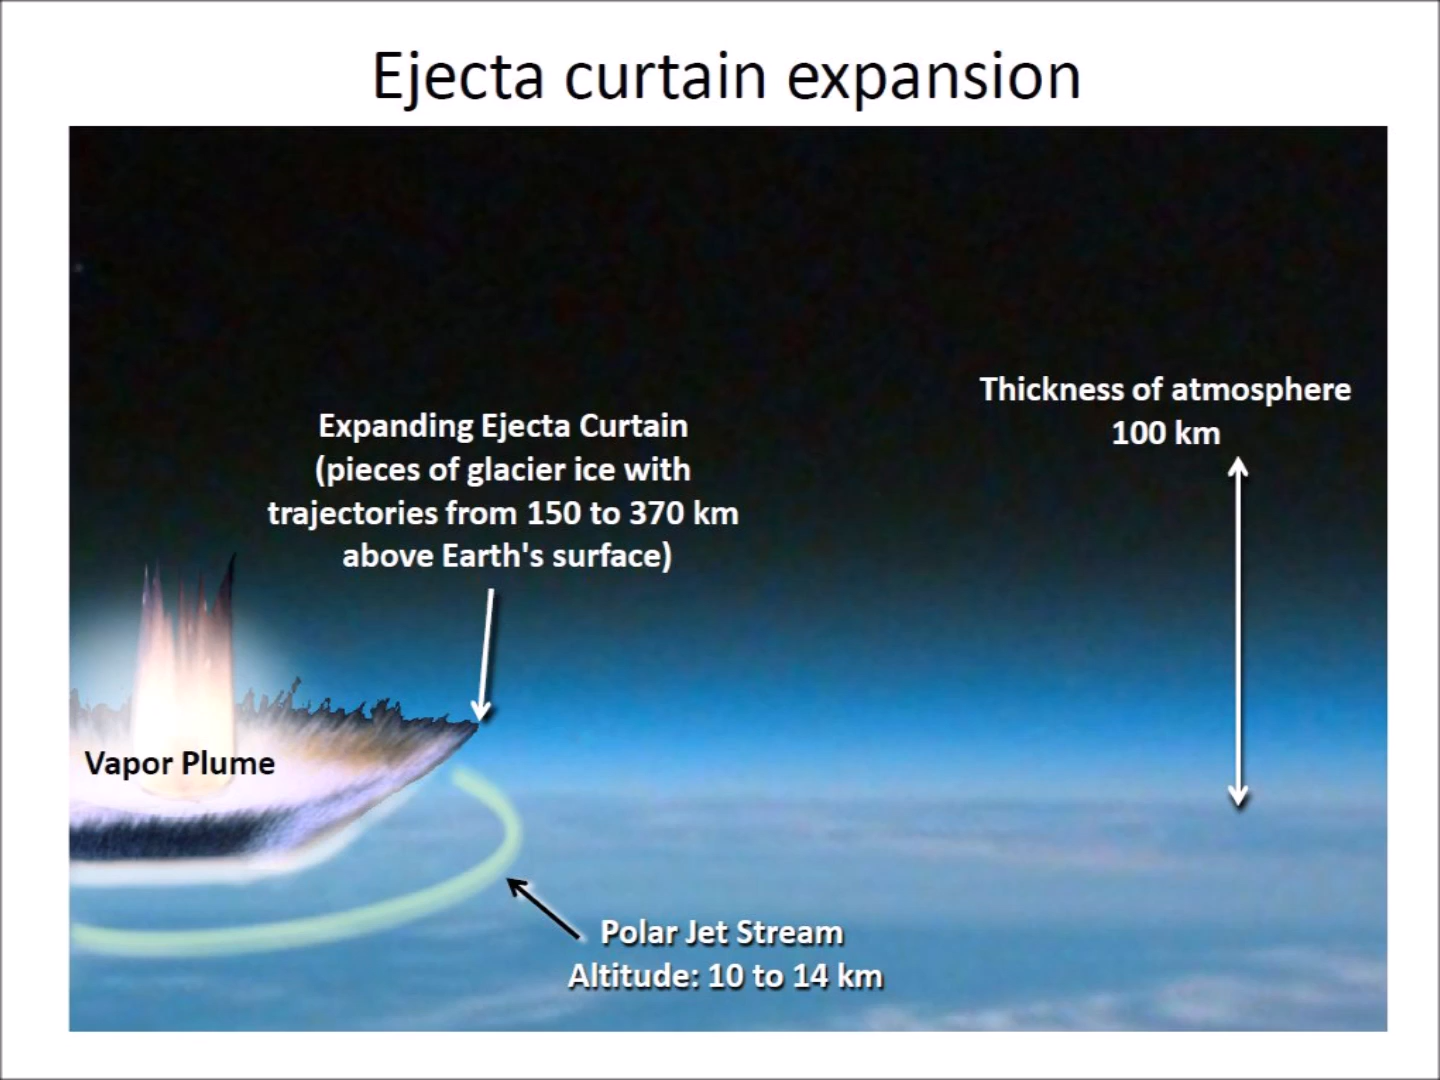 Ejecta curtain expansion
Thickness of atmosphere
100 km
Expanding Ejecta Curtain
(pieces of glacier ice with
trajectories from 150 to 370 km
above Earth's surface)
Vapor Plume
Polar Jet Stream
Altitude: 10 to 14 km